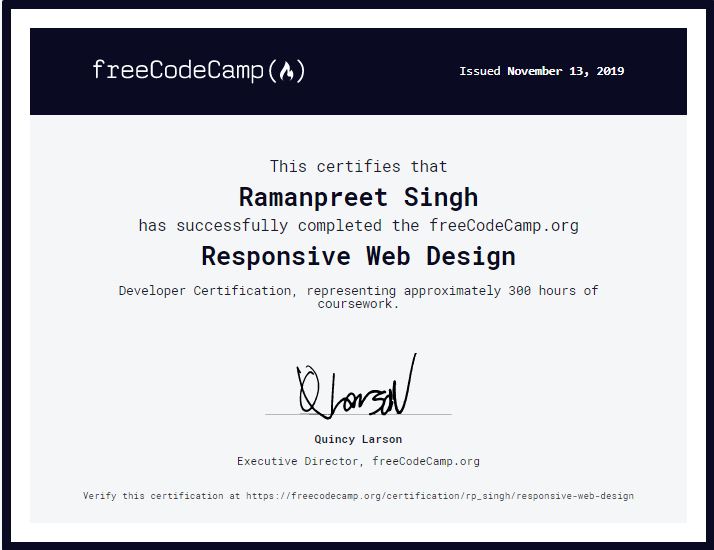 freeCodeCamp
Issued November 13, 2019
This certifies that
Ramanpreet Singh
has successfully completed the freeCodeCamp.org
Responsive Web Design
Developer Certification, representing approximately 300 hours of
coursework.
Q Larson
Quincy Larson
Executive Director, freeCodeCamp.org
Verify this certification at https://freecodecamp.org/certification/rp_singh/responsive-web-design